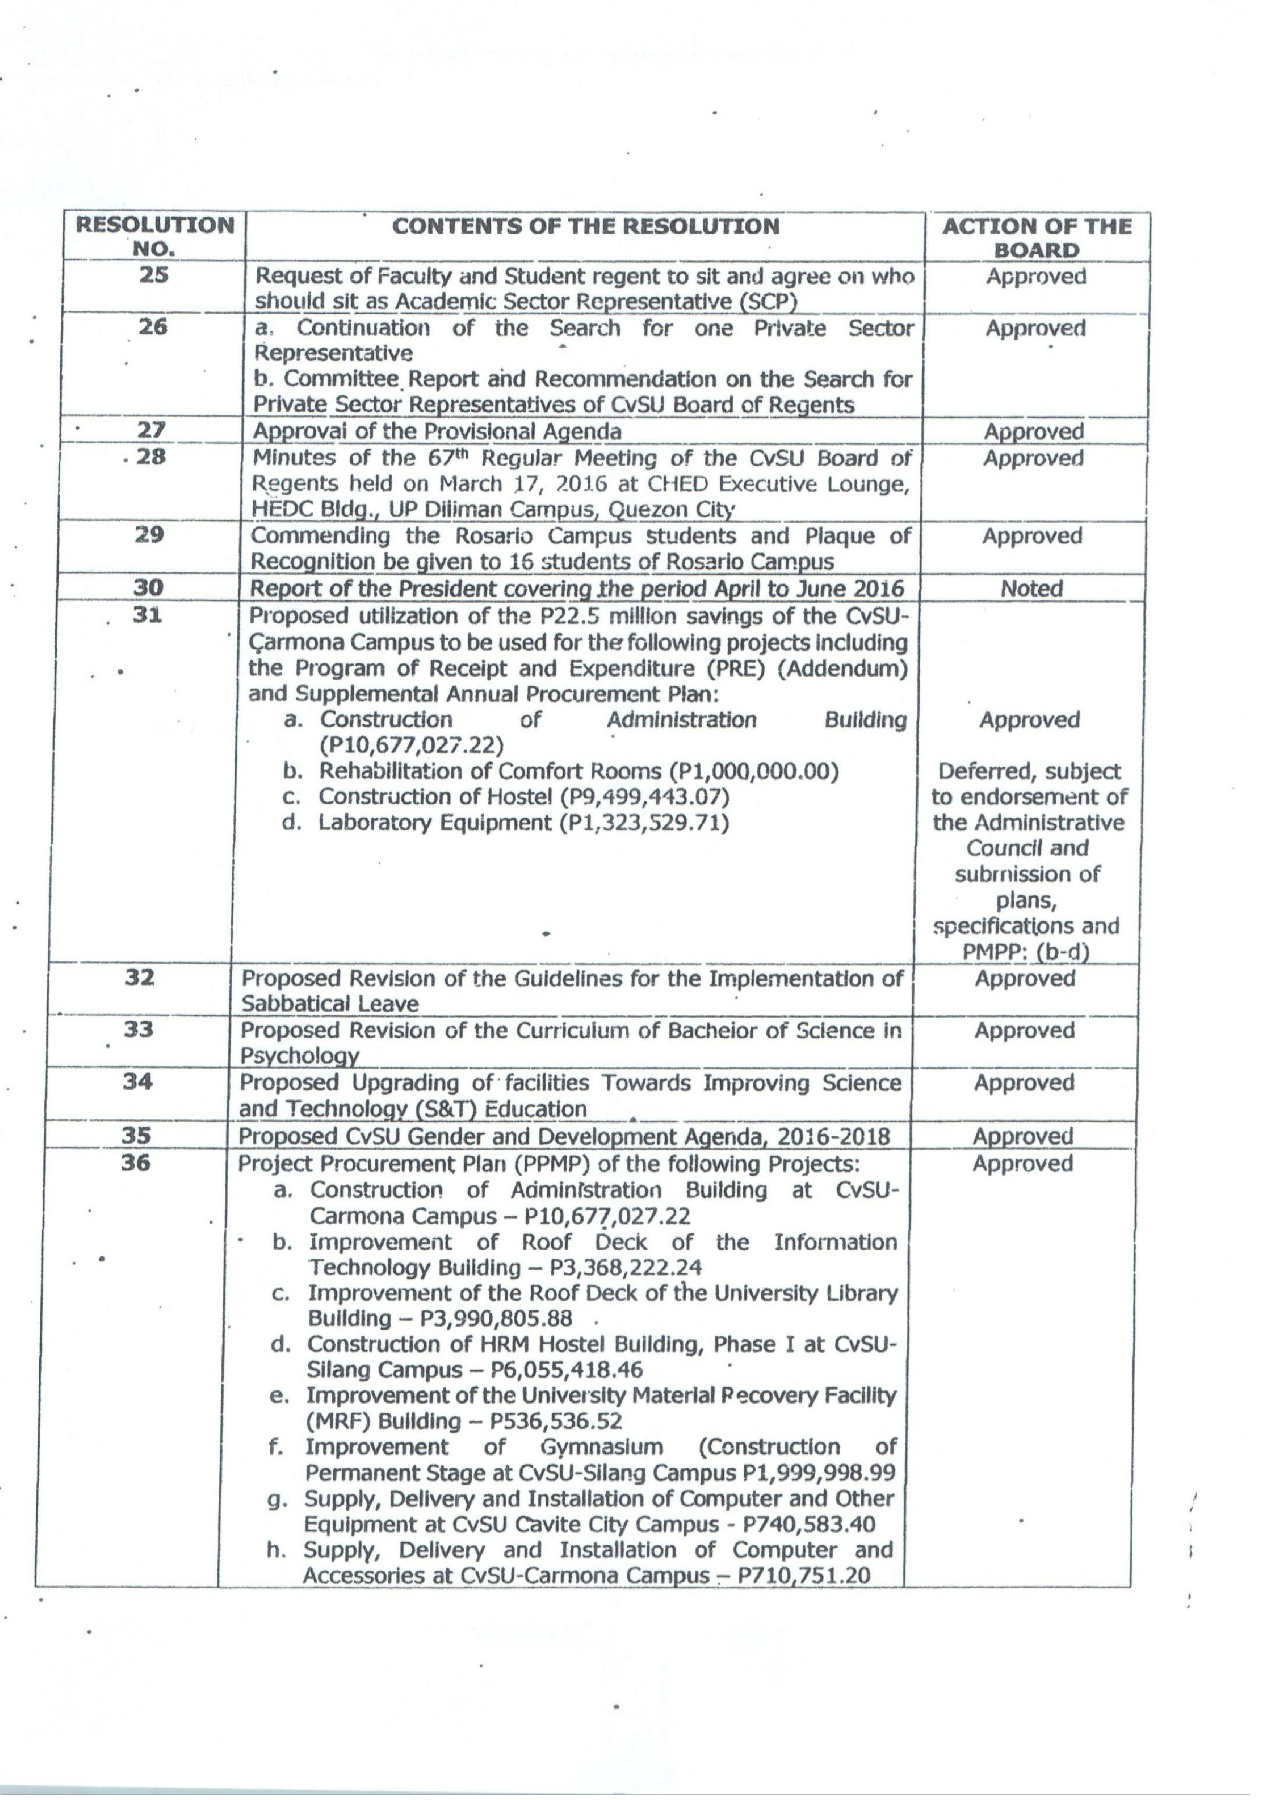 RESOLUTION NO. CONTENTS OF THE RESOLUTION ACTION OF THE BOARD
25 Request of Faculty and Student regent to sit and agree on who Approved
should sit as Academic Sector Representative (SCP)
26 a. Continuation of the Search for one Private Sector Approved
Representative
b. Committee Report and Recommendation on the Search for
Private Sector Representatives of CvSU Board of Regents
27 Approval of the Provisional Agenda Approved
28 Minutes of the 67th Regular Meeting of the CvSU Board of Approved
Regents held on March 17, 2016 at CHED Executive Lounge,
HEDC Bldg., UP Diliman Campus, Quezon City
29 Commending the Rosario Campus students and Plaque of Approved
Recognition be given to 16 students of Rosario Campus
30 Report of the President covering the period April to June 2016 Noted
31 Proposed utilization of the P22.5 million savings of the CvSU-
Carmona Campus to be used for the following projects including
the Program of Receipt and Expenditure (PRE) (Addendum)
and Supplemental Annual Procurement Plan:
a. Construction of Administration Building Approved
(P10,677,027.22)
b. Rehabilitation of Comfort Rooms (P1,000,000.00) Deferred, subject
c. Construction of Hostel (P9,499,443.07) to endorsement of
d. Laboratory Equipment (P1,323,529.71) the Administrative
Council and
submission of
plans,
specifications and
PMPP: (b-d)
32 Proposed Revision of the Guidelines for the Implementation of Approved
Sabbatical Leave
33 Proposed Revision of the Curriculum of Bachelor of Science in Approved
Psychology
34 Proposed Upgrading of facilities Towards Improving Science Approved
and Technology (S&T) Education
35 Proposed CvSU Gender and Development Agenda, 2016-2018 Approved
36 Project Procurement Plan (PPMP) of the following Projects: Approved
a. Construction of Administration Building at CvSU-
Carmona Campus – P10,677,027.22
b. Improvement of Roof Deck of the Information
Technology Building – P3,368,222.24
c. Improvement of the Roof Deck of the University Library
Building – P3,990,805.88
d. Construction of HRM Hostel Building, Phase I at CvSU-
Silang Campus – P6,055,418.46
e. Improvement of the University Material Recovery Facility
(MRF) Building – P536,536.52
f. Improvement of Gymnasium (Construction of
Permanent Stage at CvSU-Silang Campus P1,999,998.99
g. Supply, Delivery and Installation of Computer and Other
Equipment at CvSU Cavite City Campus - P740,583.40
h. Supply, Delivery and Installation of Computer and
Accessories at CvSU-Carmona Campus – P710,751.20